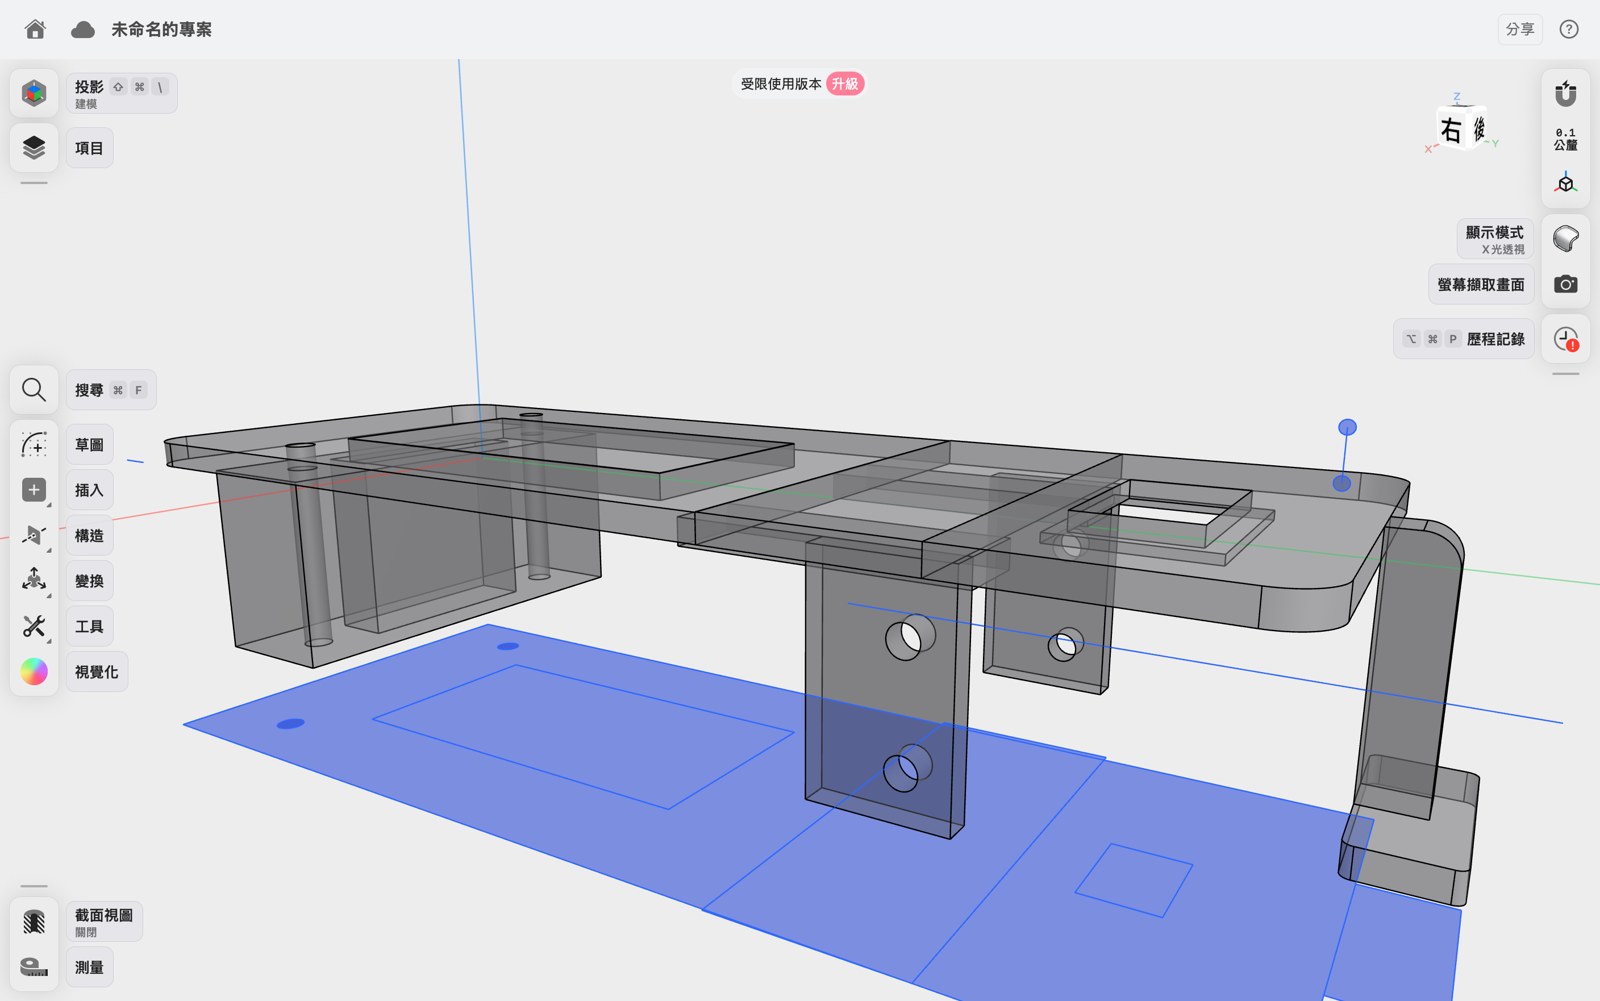 未命名的專案
分享
?
投影 ⇧ ⌘ \
建模
項目
受限使用版本 升級
Z
右 後
X Y
0.1
公釐
顯示模式
X 光透視
螢幕擷取畫面
⌥ ⌘ P 歷程記錄
!
搜尋 ⌘ F
草圖
插入
構造
變換
工具
視覺化
截面視圖
關閉
測量